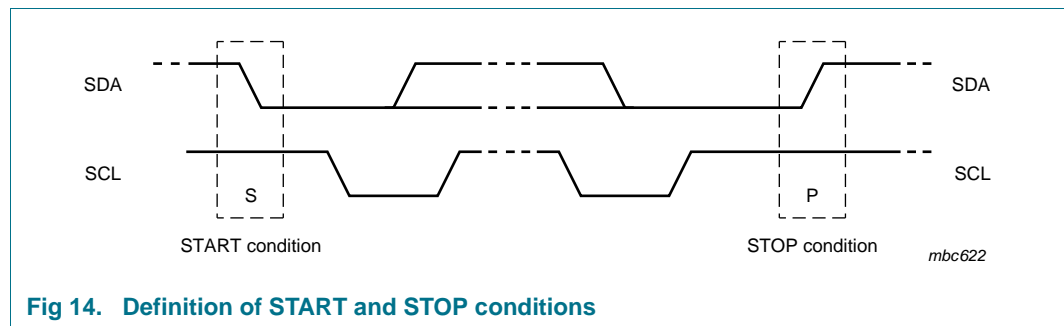 SDA
SDA
SCL
SCL
S
P
START condition
STOP condition
mbc622
Fig 14. Definition of START and STOP conditions